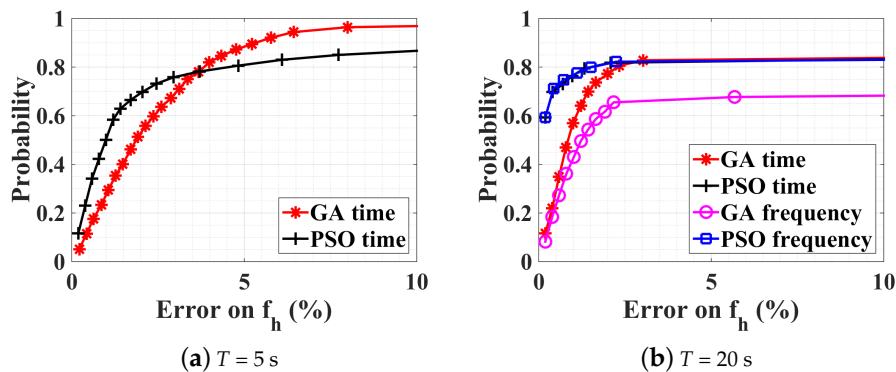 1
0.8
0.6
0.4
0.2
0
Probability
GA time
PSO time
0 5 10
Error on f_h (%)
(a) T = 5 s
1
0.8
0.6
0.4
0.2
0
Probability
GA time
PSO time
GA frequency
PSO frequency
0 5 10
Error on f_h (%)
(b) T = 20 s